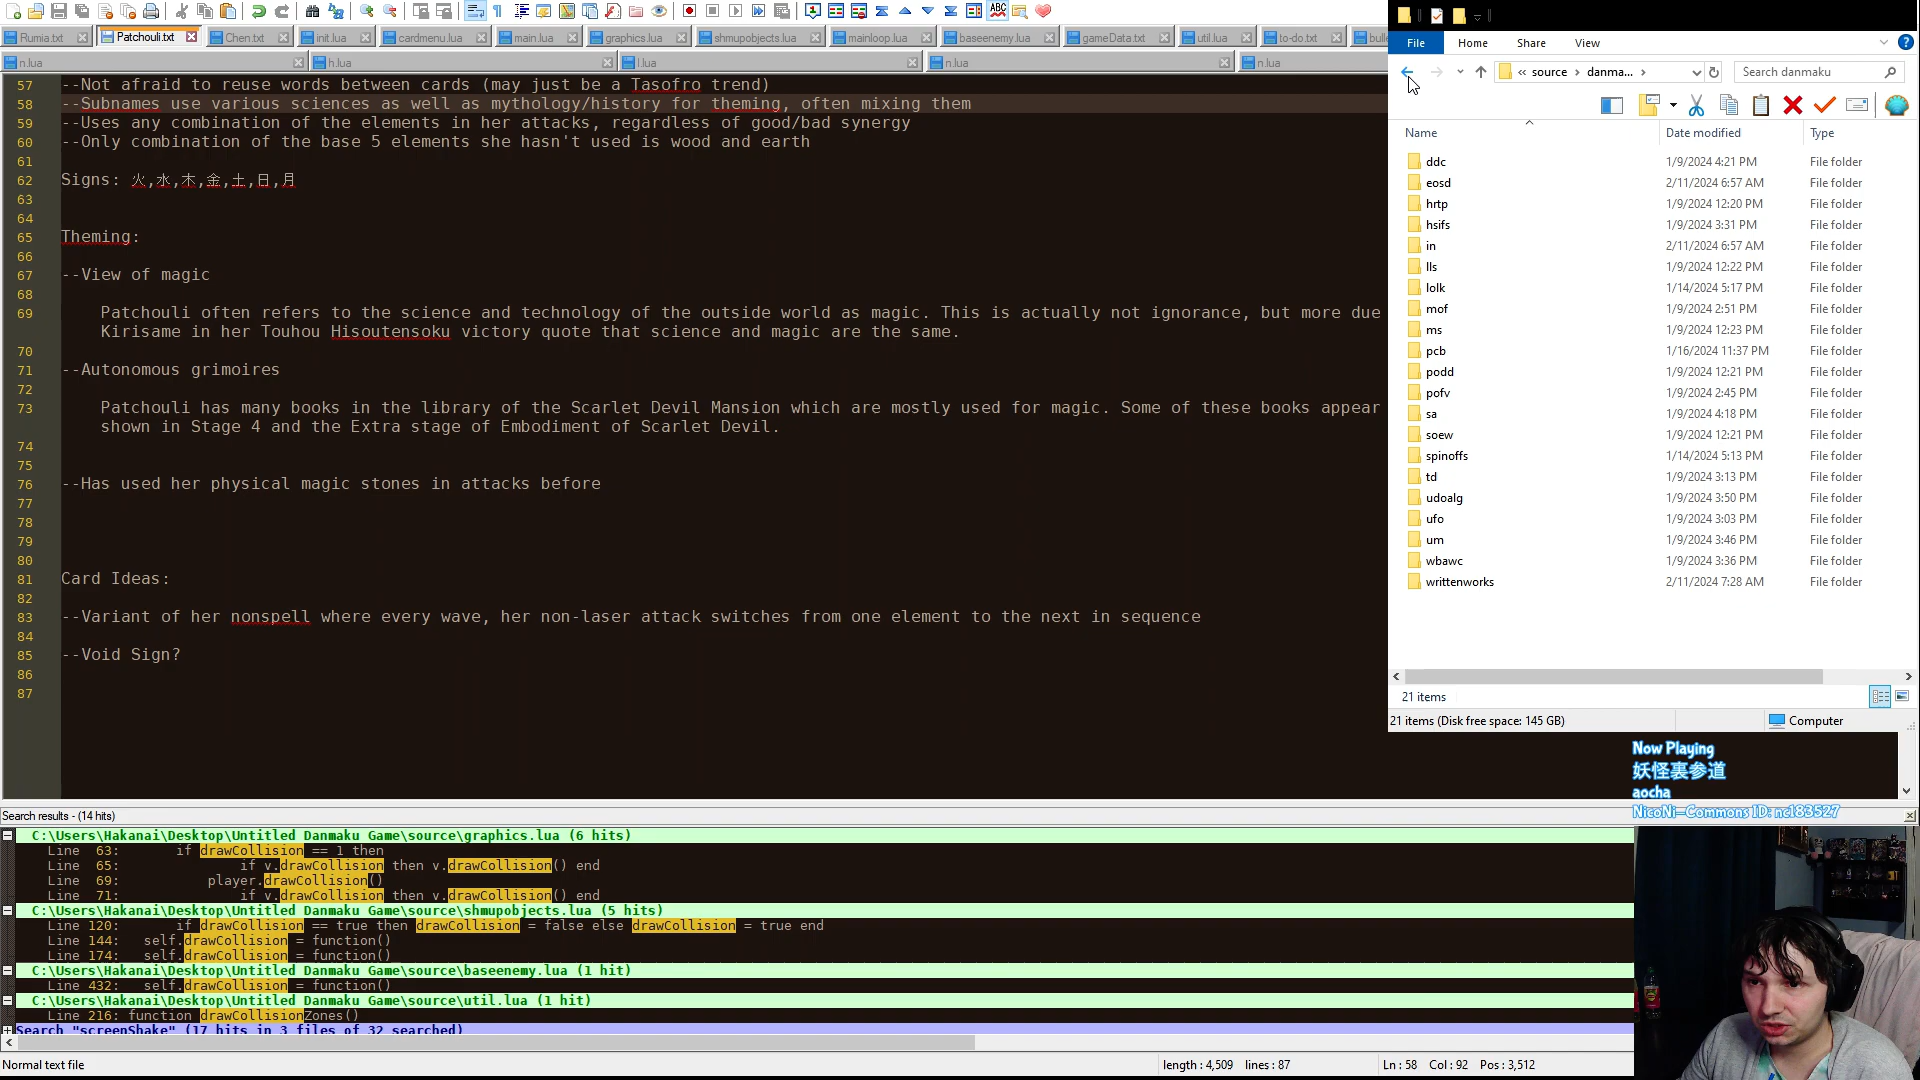 Rumia.txt Patchouli.txt Chen.txt init.lua cardmenu.lua main.lua graphics.lua shmupobjects.lua mainloop.lua baseenemy.lua gameData.txt util.lua to-do.txt
n.lua h.lua l.lua n.lua n.lua
57 --Not afraid to reuse words between cards (may just be a Tasofro trend)
58 --Subnames use various sciences as well as mythology/history for theming, often mixing them
59 --Uses any combination of the elements in her attacks, regardless of good/bad synergy
60 --Only combination of the base 5 elements she hasn't used is wood and earth
61
62 Signs: 火,水,木,金,土,日,月
63
64
65 Theming:
66
67 --View of magic
68
69 Patchouli often refers to the science and technology of the outside world as magic. This is actually not ignorance, but more due
Kirisame in her Touhou Hisoutensoku victory quote that science and magic are the same.
70
71 --Autonomous grimoires
72
73 Patchouli has many books in the library of the Scarlet Devil Mansion which are mostly used for magic. Some of these books appear
shown in Stage 4 and the Extra stage of Embodiment of Scarlet Devil.
74
75
76 --Has used her physical magic stones in attacks before
77
78
79
80
81 Card Ideas:
82
83 --Variant of her nonspell where every wave, her non-laser attack switches from one element to the next in sequence
84
85 --Void Sign?
86
87
File Home Share View
« source › danma... ›
Search danmaku
Name Date modified Type
ddc 1/9/2024 4:21 PM File folder
eosd 2/11/2024 6:57 AM File folder
hrtp 1/9/2024 12:20 PM File folder
hsifs 1/9/2024 3:31 PM File folder
in 2/11/2024 6:57 AM File folder
lls 1/9/2024 12:22 PM File folder
lolk 1/14/2024 5:17 PM File folder
mof 1/9/2024 2:51 PM File folder
ms 1/9/2024 12:23 PM File folder
pcb 1/16/2024 11:37 PM File folder
podd 1/9/2024 12:21 PM File folder
pofv 1/9/2024 2:45 PM File folder
sa 1/9/2024 4:18 PM File folder
soew 1/9/2024 12:21 PM File folder
spinoffs 1/14/2024 5:13 PM File folder
td 1/9/2024 3:13 PM File folder
udoalg 1/9/2024 3:50 PM File folder
ufo 1/9/2024 3:03 PM File folder
um 1/9/2024 3:46 PM File folder
wbawc 1/9/2024 3:36 PM File folder
writtenworks 2/11/2024 7:28 AM File folder
21 items
21 items (Disk free space: 145 GB) Computer
Now Playing
妖怪裏参道
aocha
NicoNi-Commons ID: nc183527
Search results - (14 hits)
C:\Users\Hakanai\Desktop\Untitled Danmaku Game\source\graphics.lua (6 hits)
Line 63: if drawCollision == 1 then
Line 65: if v.drawCollision then v.drawCollision() end
Line 69: player.drawCollision()
Line 71: if v.drawCollision then v.drawCollision() end
C:\Users\Hakanai\Desktop\Untitled Danmaku Game\source\shmupobjects.lua (5 hits)
Line 120: if drawCollision == true then drawCollision = false else drawCollision = true end
Line 144: self.drawCollision = function()
Line 174: self.drawCollision = function()
C:\Users\Hakanai\Desktop\Untitled Danmaku Game\source\baseenemy.lua (1 hit)
Line 432: self.drawCollision = function()
C:\Users\Hakanai\Desktop\Untitled Danmaku Game\source\util.lua (1 hit)
Line 216: function drawCollisionZones()
Search "screenShake" (17 hits in 3 files of 32 searched)
Normal text file length : 4,509 lines : 87 Ln : 58 Col : 92 Pos : 3,512